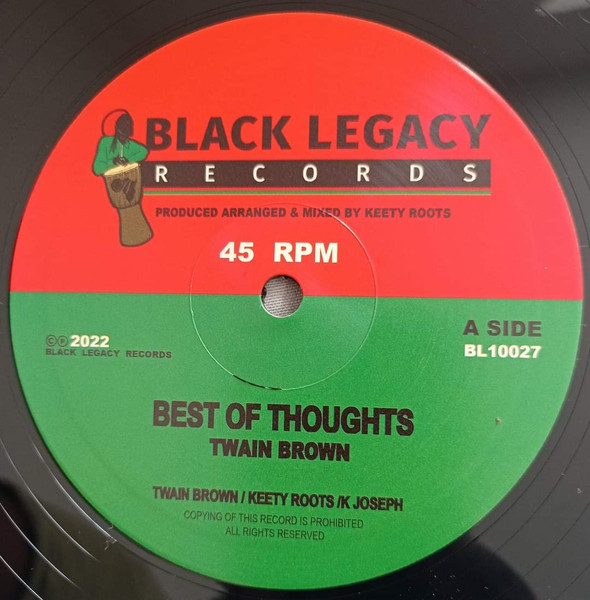 BLACK LEGACY
RECORDS
PRODUCED ARRANGED & MIXED BY KEETY ROOTS
45 RPM
A SIDE
BL10027
©℗2022
BLACK LEGACY RECORDS
BEST OF THOUGHTS
TWAIN BROWN
TWAIN BROWN / KEETY ROOTS /K JOSEPH
COPYING OF THIS RECORD IS PROHIBITED
ALL RIGHTS RESERVED